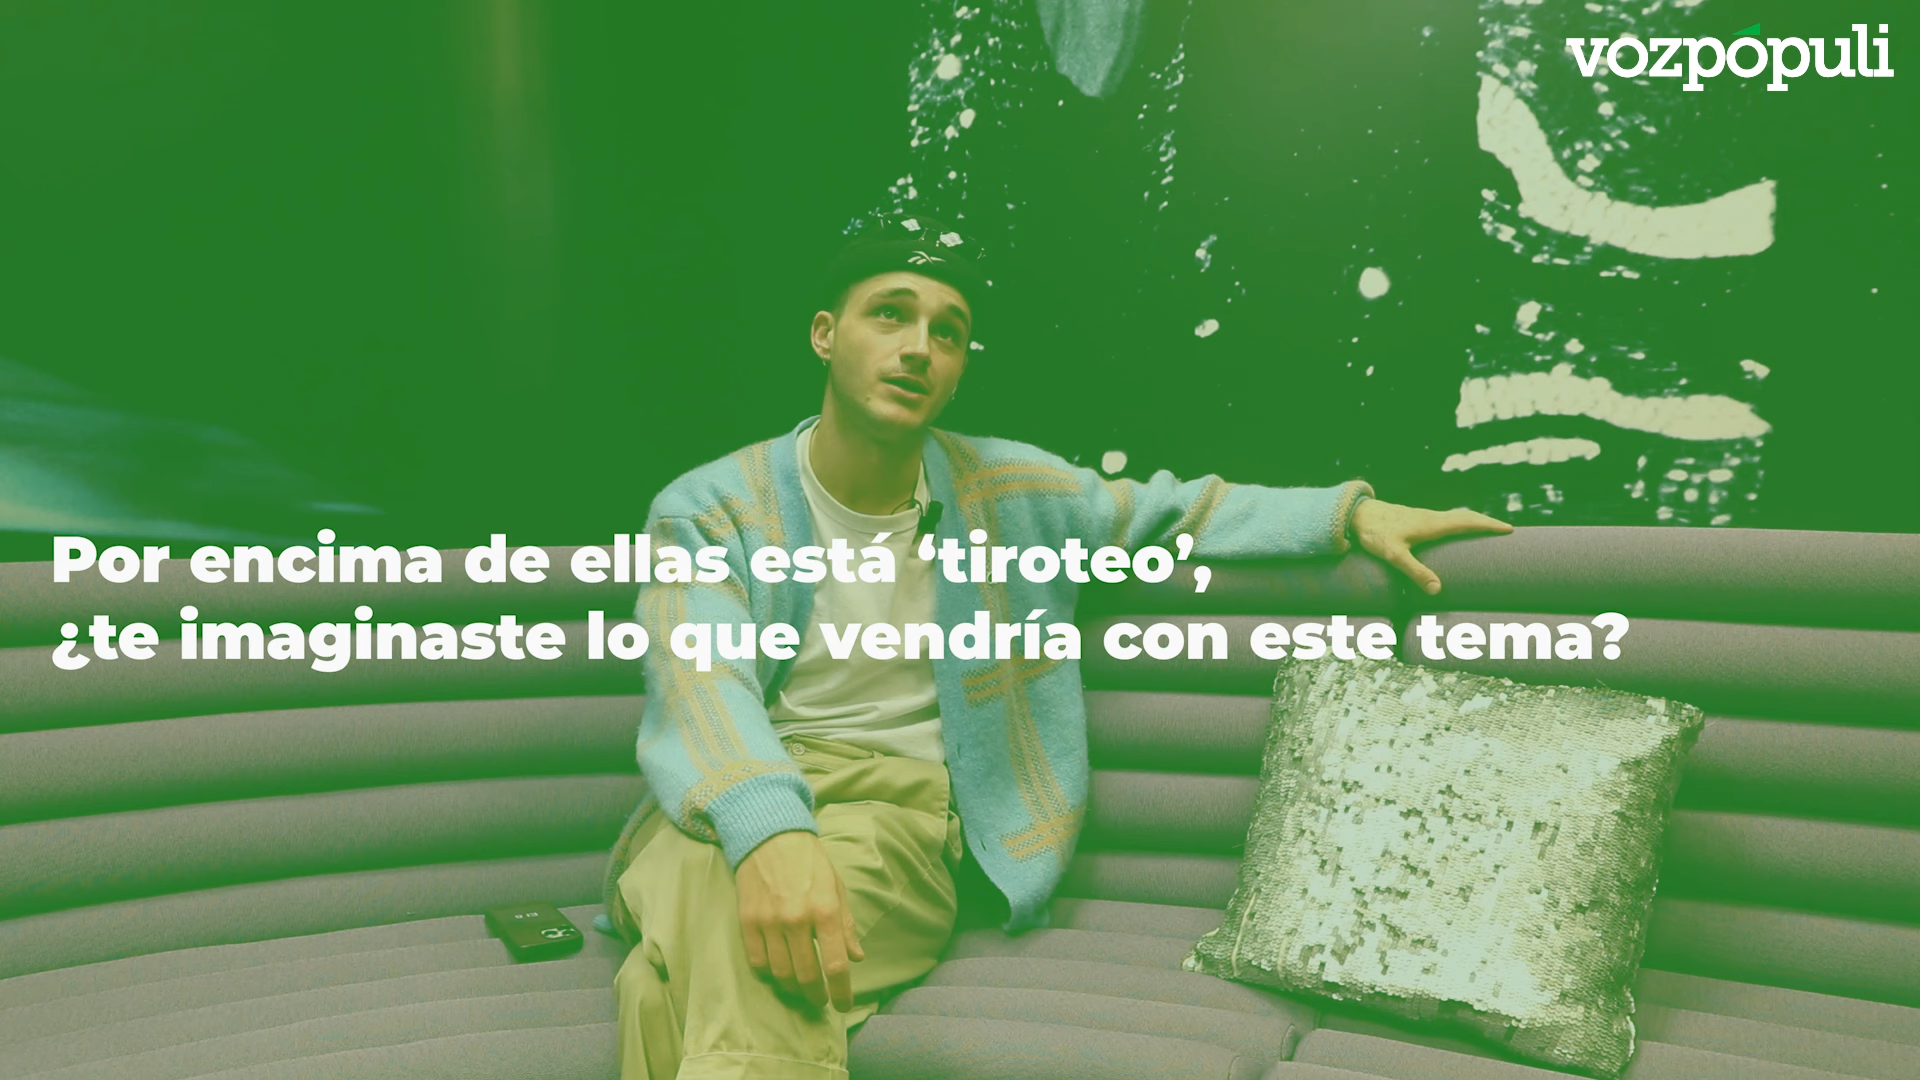 vozpópuli
Por encima de ellas está ‘tiroteo’,
¿te imaginaste lo que vendría con este tema?